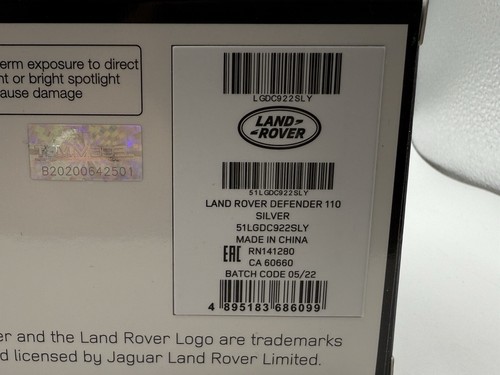 erm exposure to direct
nt or bright spotlight
ause damage
B20200642501
LGDC922SLY
LAND
ROVER
51LGDC922SLY
LAND ROVER DEFENDER 110
SILVER
51LGDC922SLY
MADE IN CHINA
EAC RN141280
CA 60660
BATCH CODE 05/22
4 895183 686099
er and the Land Rover Logo are trademarks
d licensed by Jaguar Land Rover Limited.